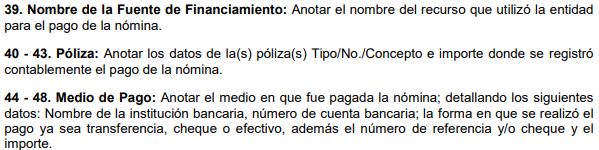 39. Nombre de la Fuente de Financiamiento: Anotar el nombre del recurso que utilizó la entidad
para el pago de la nómina.
40 - 43. Póliza: Anotar los datos de la(s) póliza(s) Tipo/No./Concepto e importe donde se registró
contablemente el pago de la nómina.
44 - 48. Medio de Pago: Anotar el medio en que fue pagada la nómina; detallando los siguientes
datos: Nombre de la institución bancaria, número de cuenta bancaria; la forma en que se realizó el
pago ya sea transferencia, cheque o efectivo, además el número de referencia y/o cheque y el
importe.